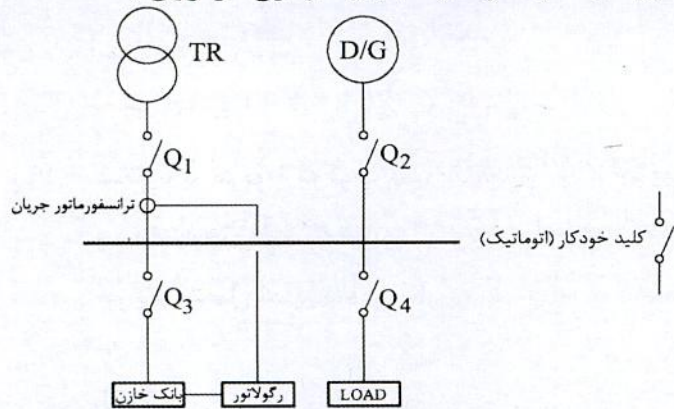 TR
D/G
Q1
Q2
ترانسفورماتور جریان
کلید خودکار (اتوماتیک)
Q3
Q4
بانک خازن
رگولاتور
LOAD